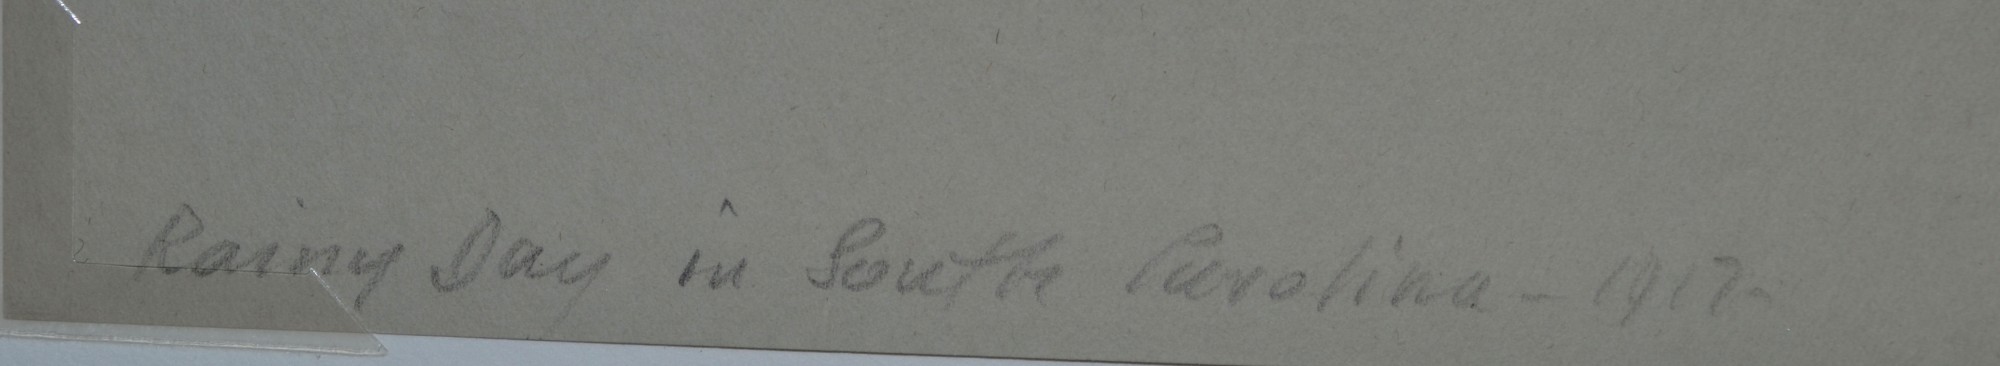 Rainy Day in South Carolina - 1917-